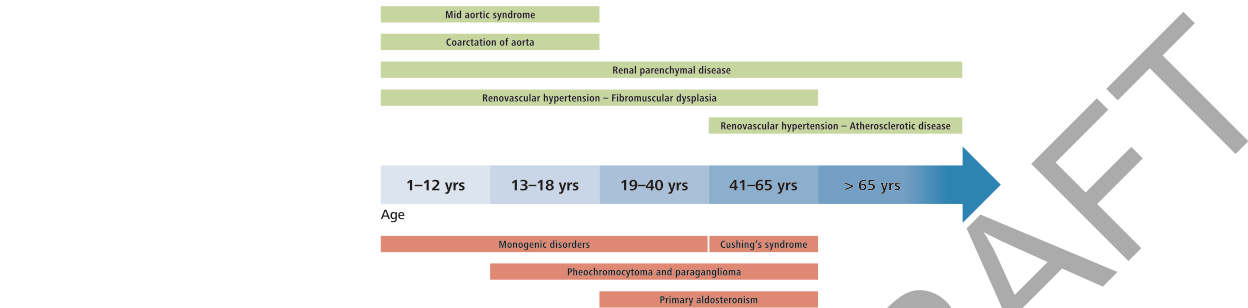 Mid aortic syndrome
Coarctation of aorta
Renal parenchymal disease
Renovascular hypertension – Fibromuscular dysplasia
Renovascular hypertension – Atherosclerotic disease
1–12 yrs 13–18 yrs 19–40 yrs 41–65 yrs > 65 yrs
Age
Monogenic disorders Cushing's syndrome
Pheochromocytoma and paraganglioma
Primary aldosteronism
RAFT